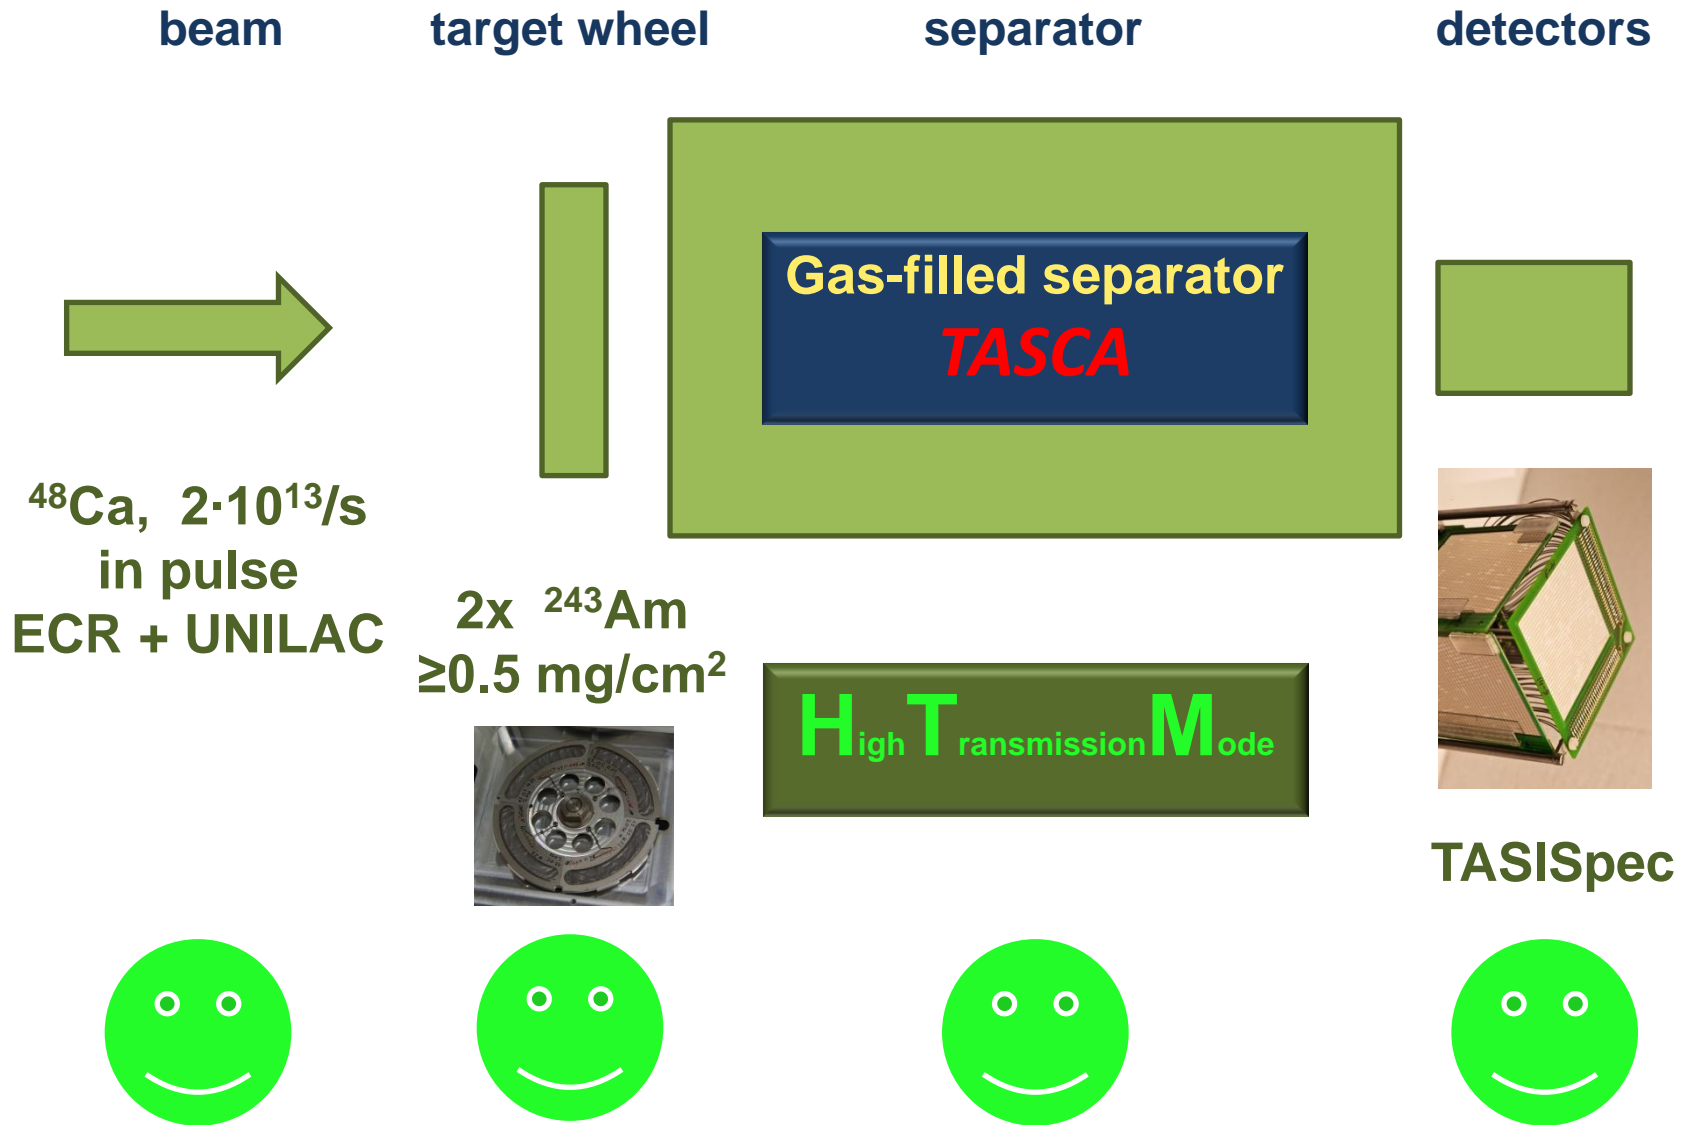 beam
target wheel
separator
detectors
Gas-filled separator
TASCA
⁴⁸Ca, 2·10¹³/s
in pulse
ECR + UNILAC
2x ²⁴³Am
≥0.5 mg/cm²
High Transmission Mode
TASISpec